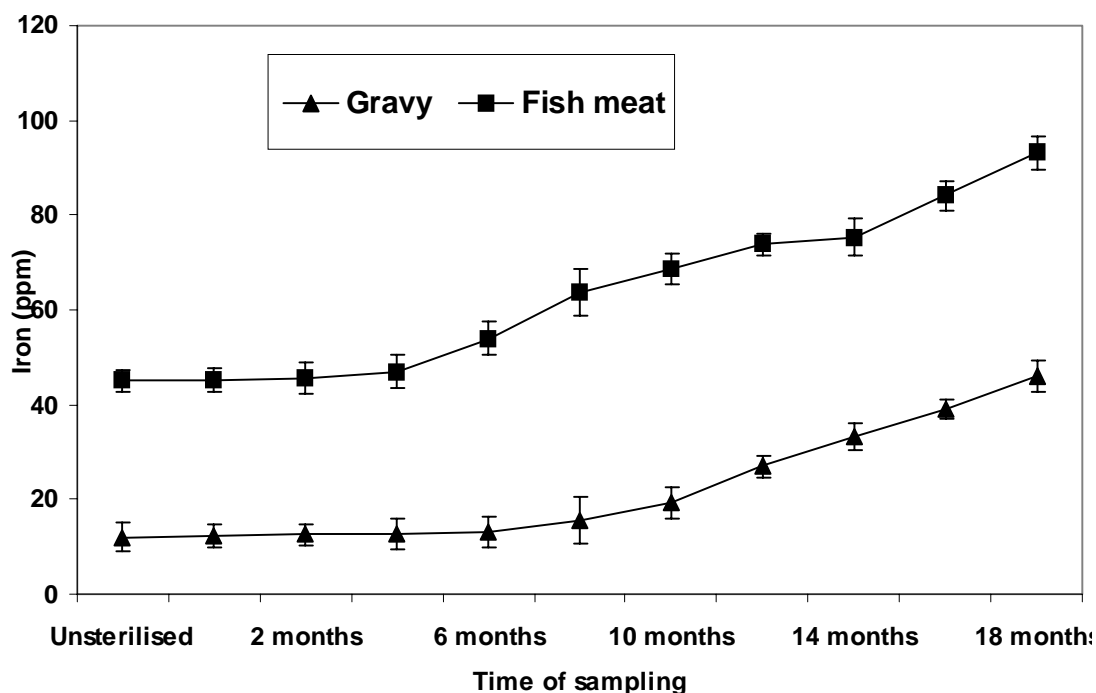 120
100
80
60
40
20
0
Iron (ppm)
Gravy Fish meat
Unsterilised 2 months 6 months 10 months 14 months 18 months
Time of sampling